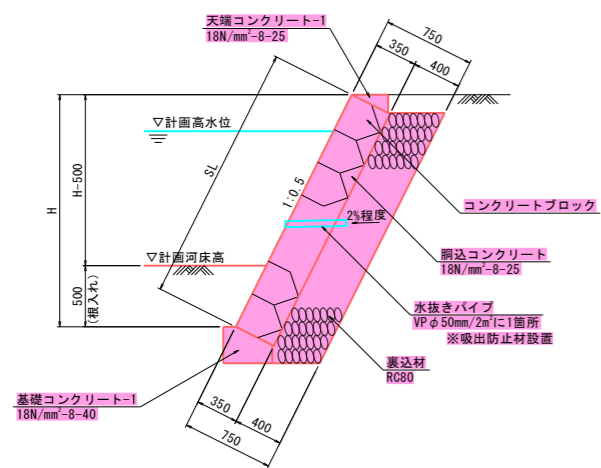 天端コンクリート-1
18N/mm²-8-25
750
350
400
▽計画高水位
SL
H-500
H
1:0.5
2%程度
コンクリートブロック
胴込コンクリート
18N/mm²-8-25
▽計画河床高
500
(根入れ)
水抜きパイプ
VPφ50mm/2m²に1箇所
※吸出防止材設置
裏込材
RC80
基礎コンクリート-1
18N/mm²-8-40
350
400
750